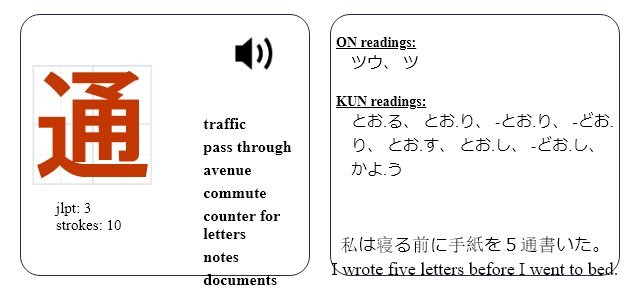 通
jlpt: 3
strokes: 10
traffic
pass through
avenue
commute
counter for
letters
notes
documents
ON readings:
ツウ、 ツ
KUN readings:
とお.る、 とお.り、 -とお.り、 -どお.
り、 とお.す、 とお.し、 -どお.し、
かよ.う
私は寝る前に手紙を５通書いた。
I wrote five letters before I went to bed.